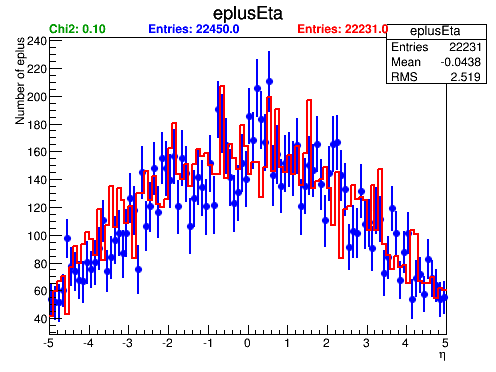 eplusEta
Chi2: 0.10 Entries: 22450.0 Entries: 22231.0
eplusEta
Entries 22231
Mean -0.0438
RMS 2.519
Number of eplus
240
220
200
180
160
140
120
100
80
60
40
-5 -4 -3 -2 -1 0 1 2 3 4 5
η